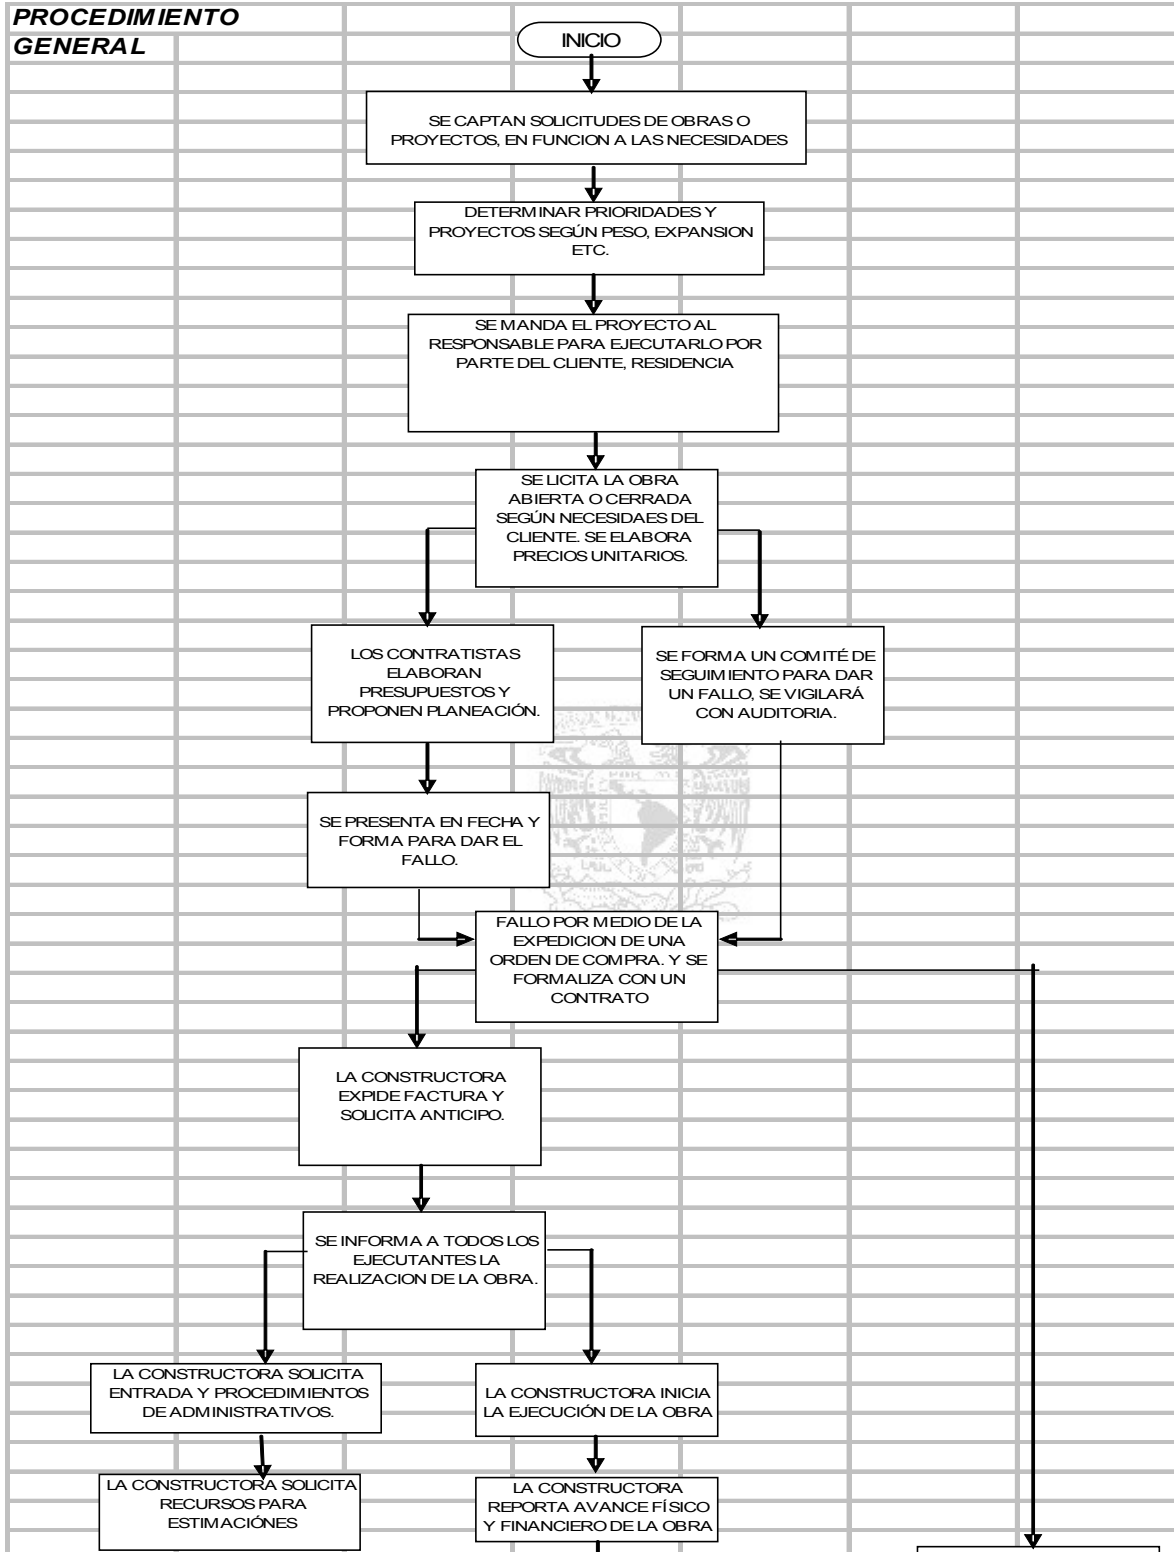 PROCEDIMIENTO
GENERAL
INICIO
SE CAPTAN SOLICITUDES DE OBRAS O
PROYECTOS, EN FUNCION A LAS NECESIDADES
DETERMINAR PRIORIDADES Y
PROYECTOS SEGÚN PESO, EXPANSION
ETC.
SE MANDA EL PROYECTO AL
RESPONSABLE PARA EJECUTARLO POR
PARTE DEL CLIENTE, RESIDENCIA
SE LICITA LA OBRA
ABIERTA O CERRADA
SEGÚN NECESIDAES DEL
CLIENTE. SE ELABORA
PRECIOS UNITARIOS.
LOS CONTRATISTAS
ELABORAN
PRESUPUESTOS Y
PROPONEN PLANEACIÓN.
SE FORMA UN COMITÉ DE
SEGUIMIENTO PARA DAR
UN FALLO, SE VIGILARÁ
CON AUDITORIA.
SE PRESENTA EN FECHA Y
FORMA PARA DAR EL
FALLO.
FALLO POR MEDIO DE LA
EXPEDICION DE UNA
ORDEN DE COMPRA. Y SE
FORMALIZA CON UN
CONTRATO
LA CONSTRUCTORA
EXPIDE FACTURA Y
SOLICITA ANTICIPO.
SE INFORMA A TODOS LOS
EJECUTANTES LA
REALIZACION DE LA OBRA.
LA CONSTRUCTORA SOLICITA
ENTRADA Y PROCEDIMIENTOS
DE ADMINISTRATIVOS.
LA CONSTRUCTORA INICIA
LA EJECUCIÓN DE LA OBRA
LA CONSTRUCTORA SOLICITA
RECURSOS PARA
ESTIMACIÓNES
LA CONSTRUCTORA
REPORTA AVANCE FÍSICO
Y FINANCIERO DE LA OBRA